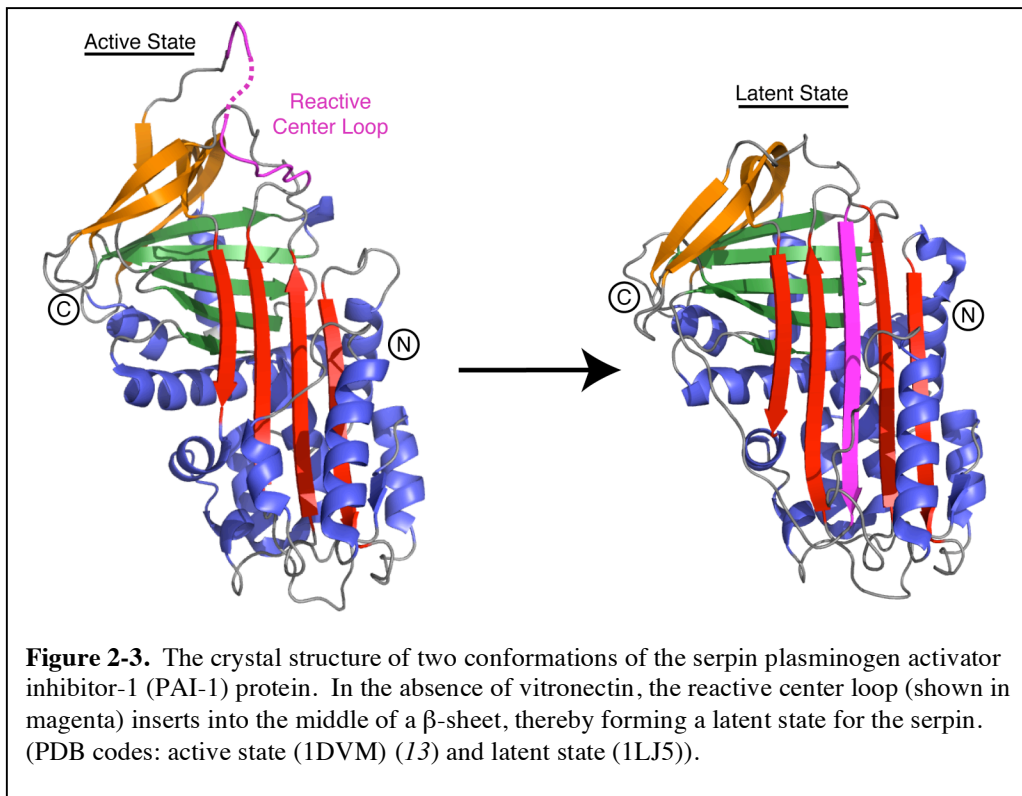 Active State
Reactive
Center Loop
Latent State
C
N
C
N
Figure 2-3. The crystal structure of two conformations of the serpin plasminogen activator
inhibitor-1 (PAI-1) protein. In the absence of vitronectin, the reactive center loop (shown in
magenta) inserts into the middle of a β-sheet, thereby forming a latent state for the serpin.
(PDB codes: active state (1DVM) (13) and latent state (1LJ5)).